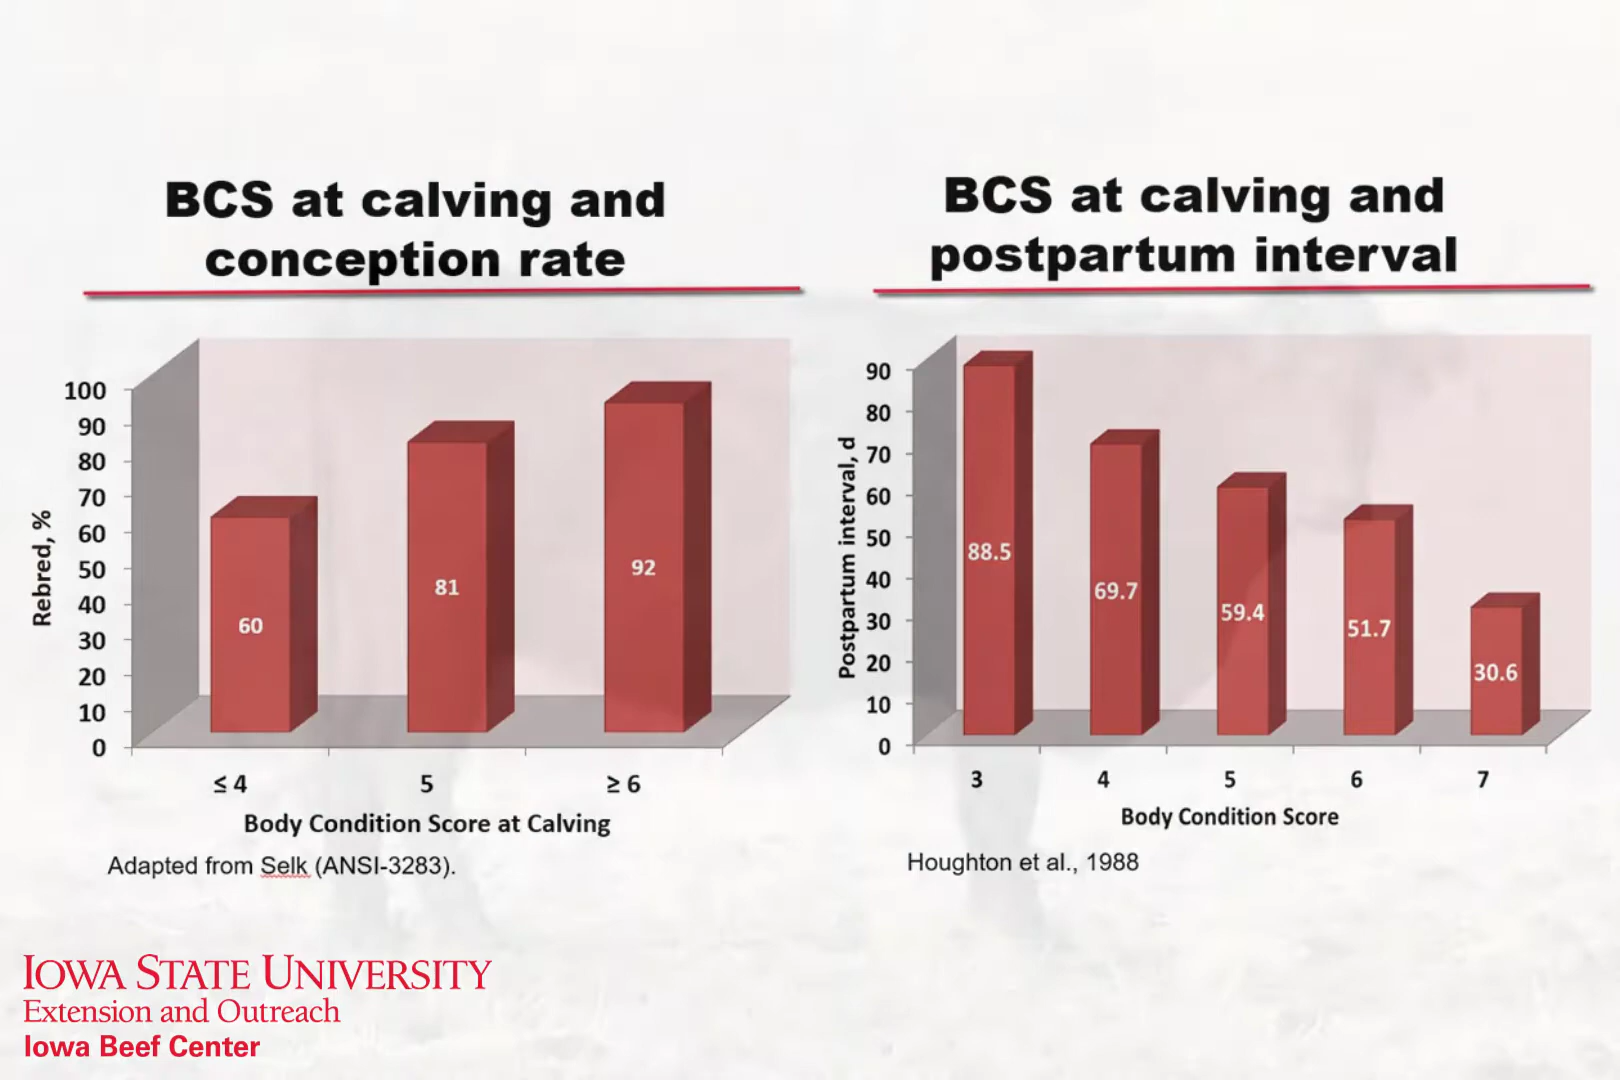 BCS at calving and
conception rate
100
90
80
70
60
50
40
30
20
10
0
Rebred, %
60
81
92
≤ 4
5
≥ 6
Body Condition Score at Calving
Adapted from Selk (ANSI-3283).
BCS at calving and
postpartum interval
90
80
70
60
50
40
30
20
10
0
Postpartum interval, d
88.5
69.7
59.4
51.7
30.6
3
4
5
6
7
Body Condition Score
Houghton et al., 1988
IOWA STATE UNIVERSITY
Extension and Outreach
Iowa Beef Center